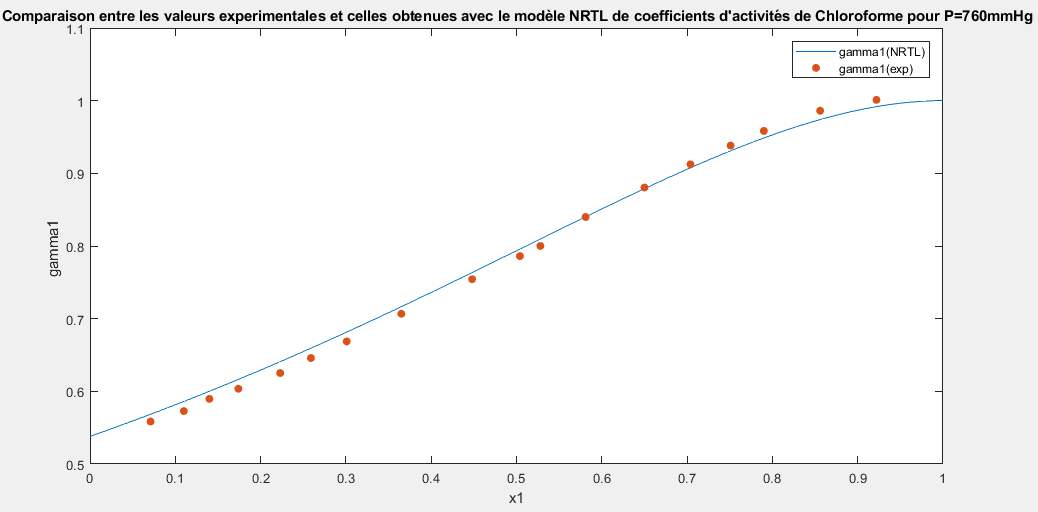 Comparaison entre les valeurs experimentales et celles obtenues avec le modèle NRTL de coefficients d'activités de Chloroforme pour P=760mmHg
1.1
gamma1(NRTL)
gamma1(exp)
1
0.9
0.8
gamma1
0.7
0.6
0.5
0 0.1 0.2 0.3 0.4 0.5 0.6 0.7 0.8 0.9 1
x1